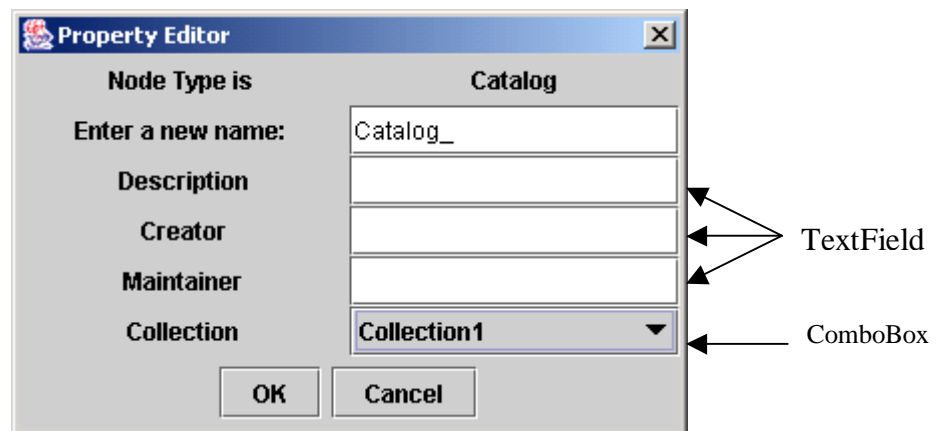 Property Editor
Node Type is Catalog
Enter a new name: Catalog_
Description
Creator
TextField
Maintainer
Collection Collection1
ComboBox
OK Cancel